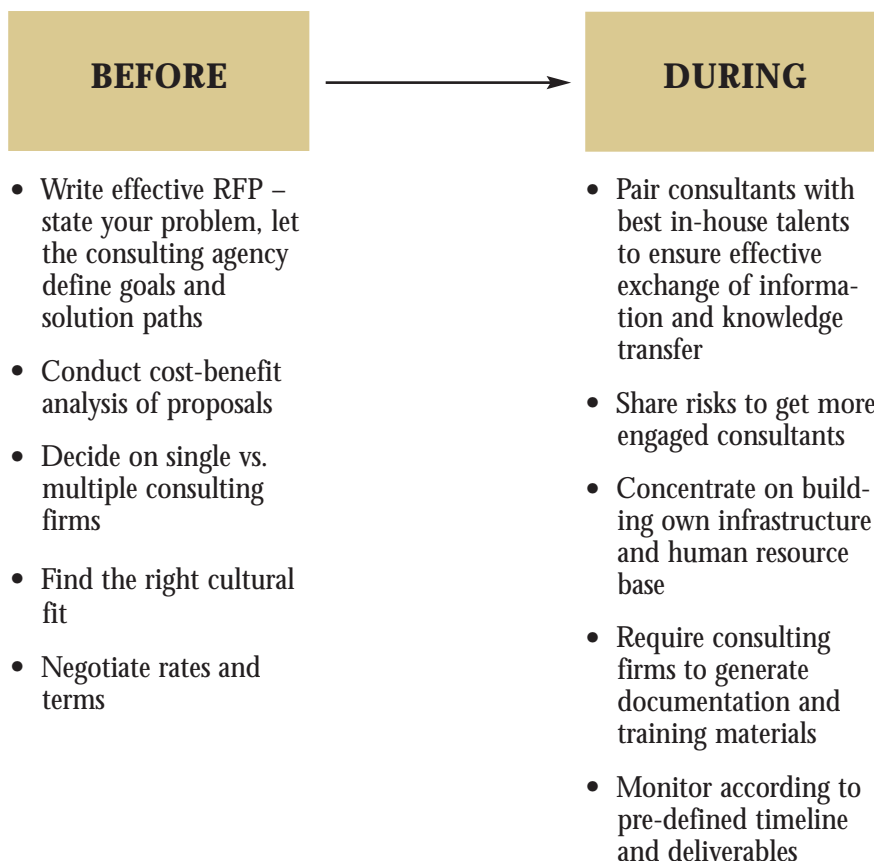 BEFORE
• Write effective RFP –
state your problem, let
the consulting agency
define goals and
solution paths
• Conduct cost-benefit
analysis of proposals
• Decide on single vs.
multiple consulting
firms
• Find the right cultural
fit
• Negotiate rates and
terms
DURING
• Pair consultants with
best in-house talents
to ensure effective
exchange of informa-
tion and knowledge
transfer
• Share risks to get more
engaged consultants
• Concentrate on build-
ing own infrastructure
and human resource
base
• Require consulting
firms to generate
documentation and
training materials
• Monitor according to
pre-defined timeline
and deliverables